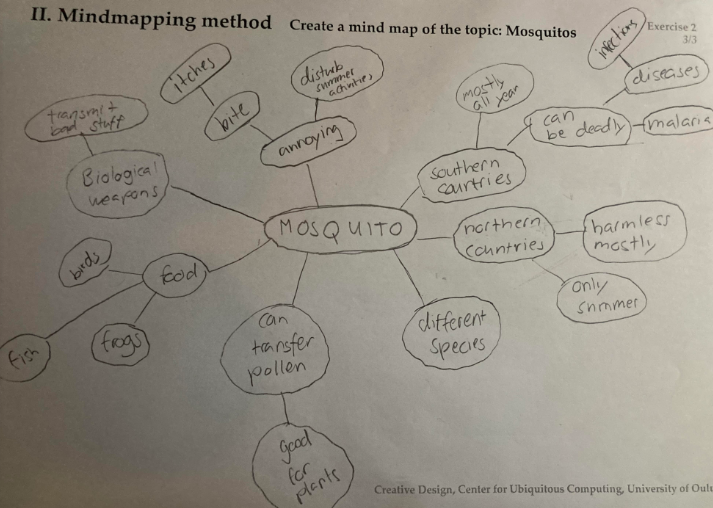 II. Mindmapping method Create a mind map of the topic: Mosquitos
Exercise 2
3/3
infections
diseases
itches
disturb
summer
activities
mostly
all year
transmit
bad stuff
bite
annoying
can
be deadly
malaria
Biological
weapons
southern
countries
MOSQUITO
northern
countries
harmless
mostly
birds
food
only
summer
fish
frogs
can
transfer
pollen
different
species
good
for
plants
Creative Design, Center for Ubiquitous Computing, University of Oulu